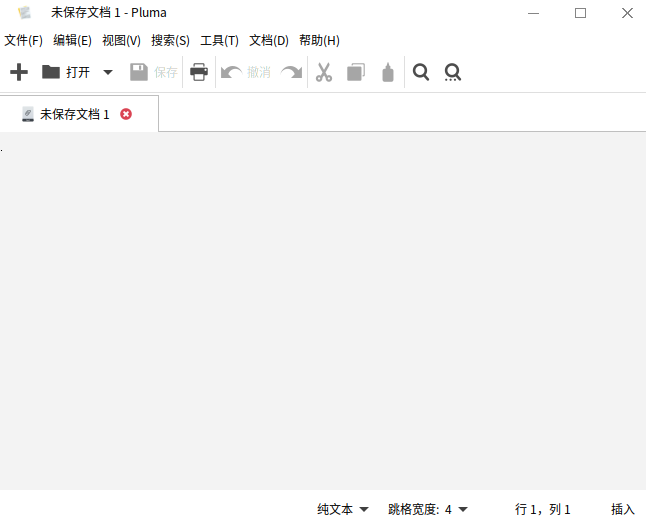 未保存文档 1 - Pluma
文件(F) 编辑(E) 视图(V) 搜索(S) 工具(T) 文档(D) 帮助(H)
打开 保存 撤消
未保存文档 1
纯文本 跳格宽度: 4 行 1，列 1 插入